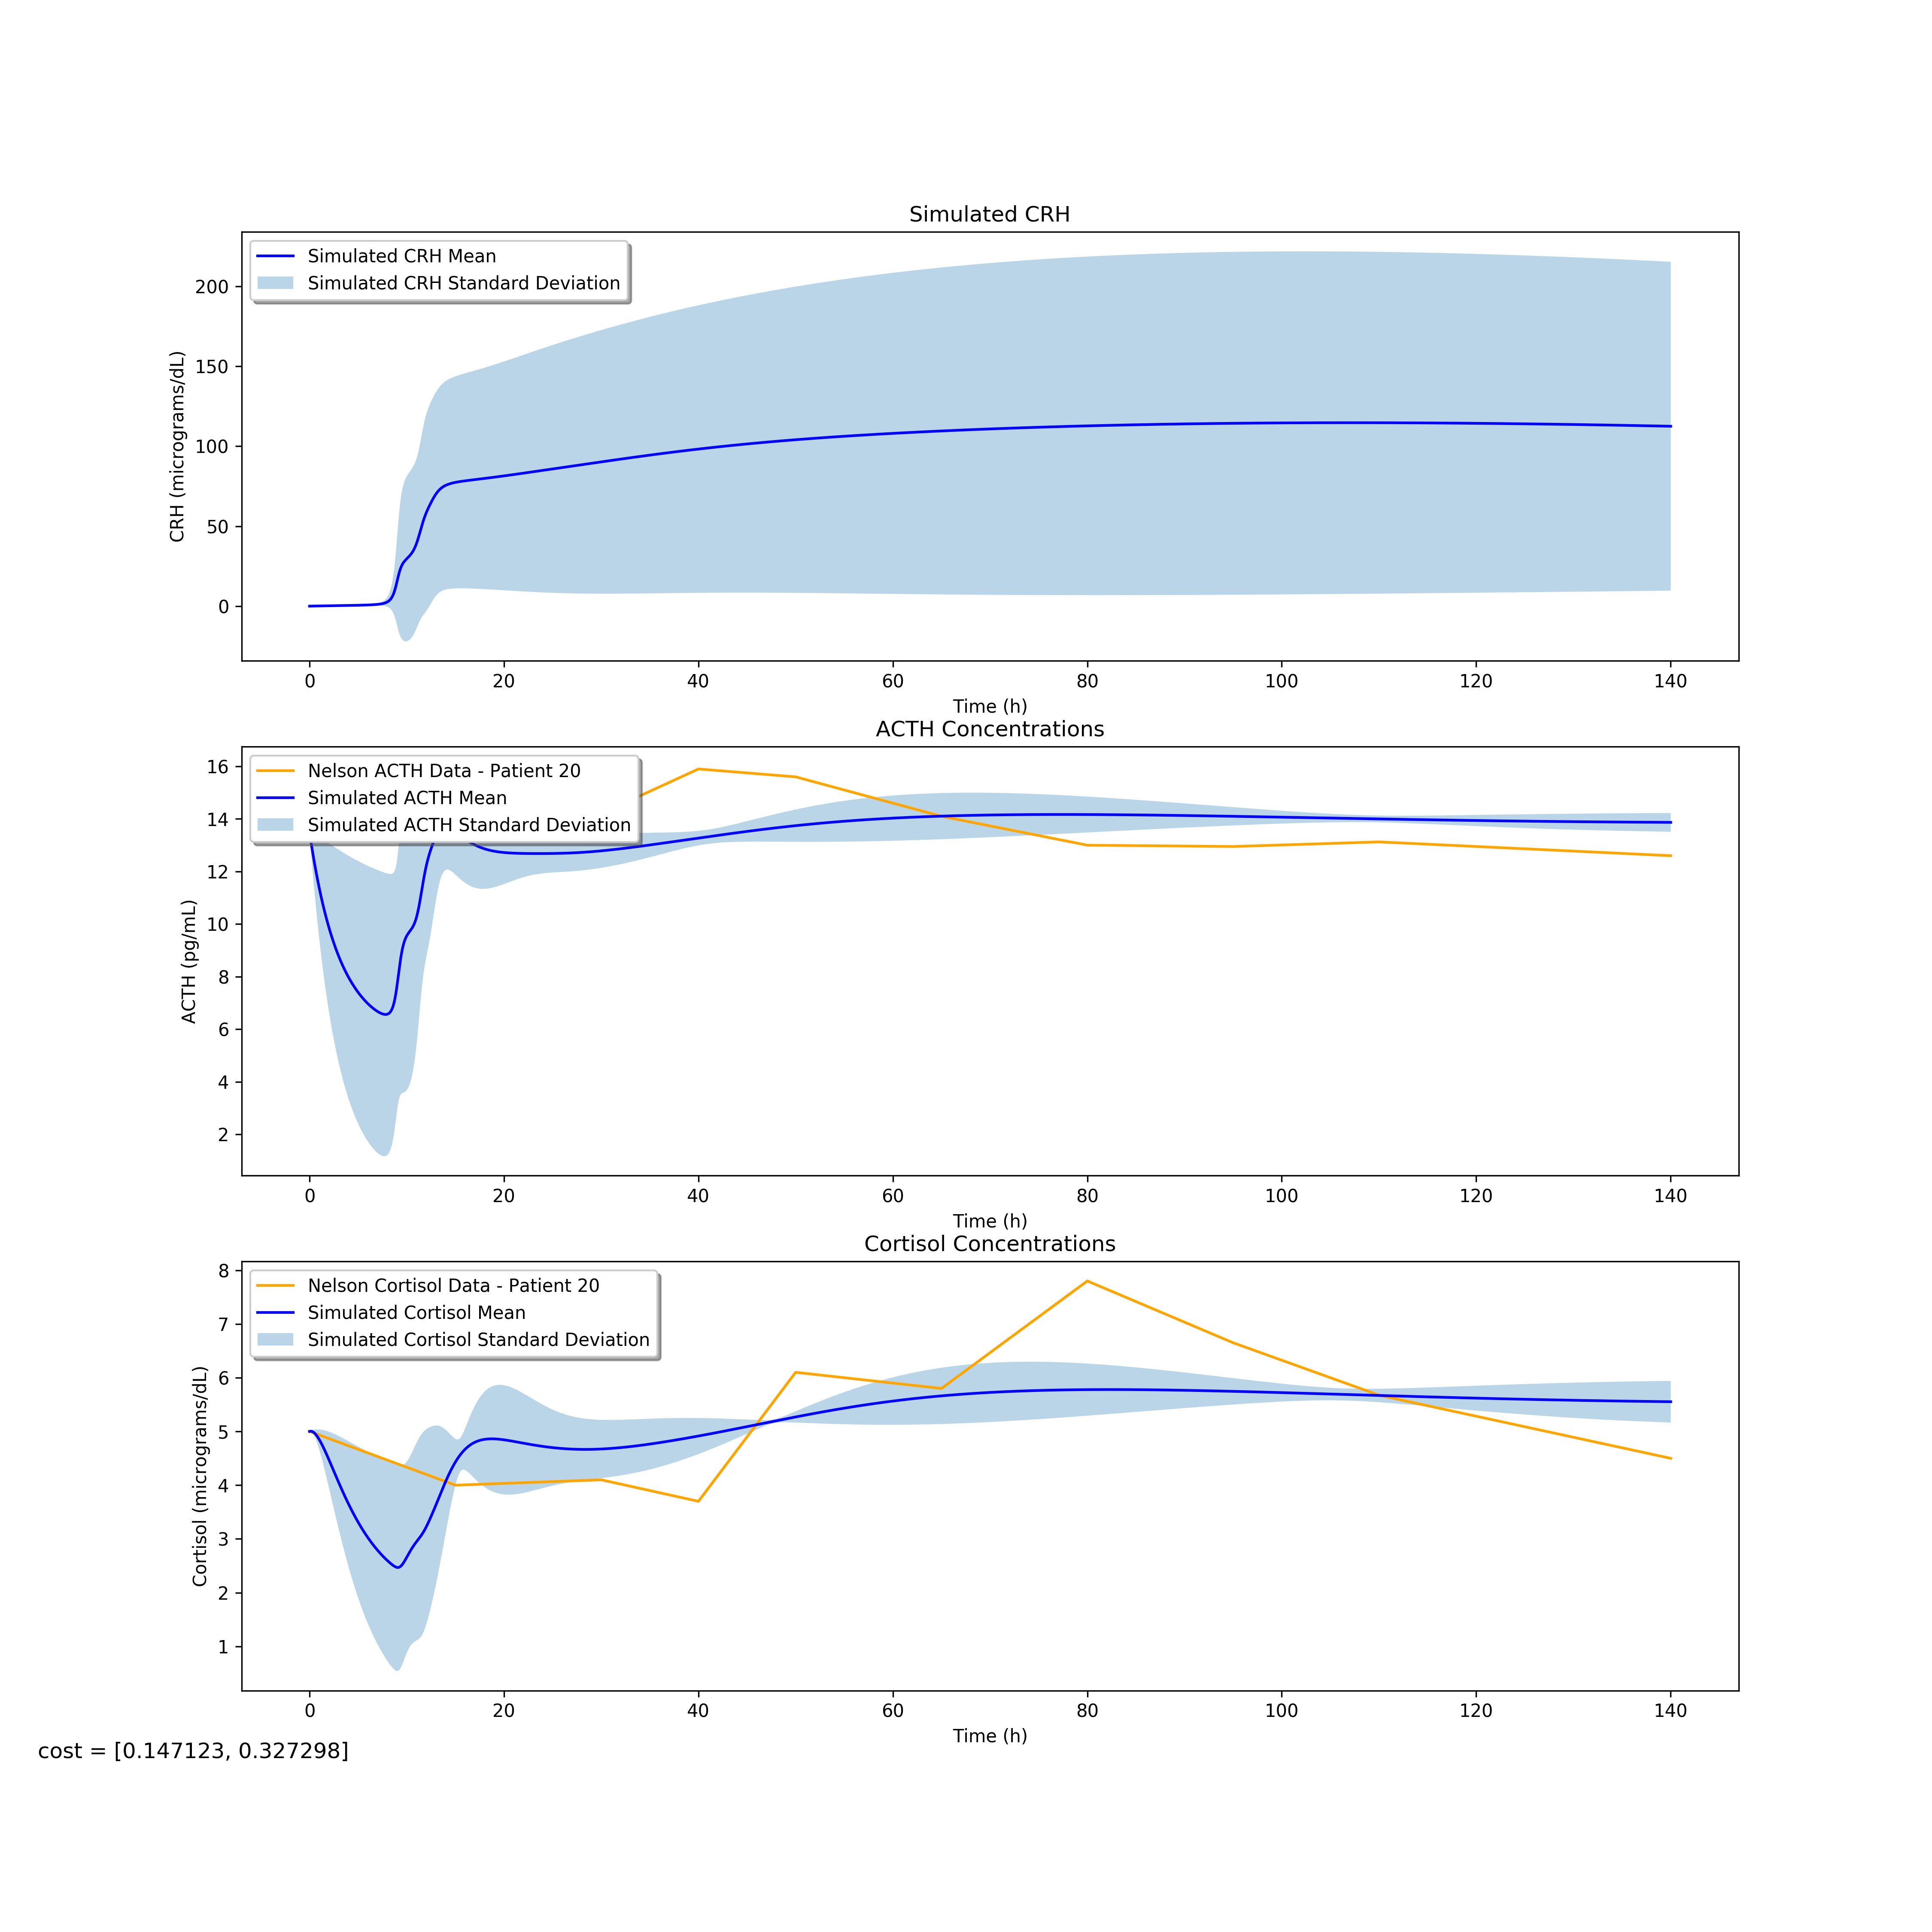 Simulated CRH
Simulated CRH Mean
Simulated CRH Standard Deviation
CRH (micrograms/dL)
200
150
100
50
0
0 20 40 60 80 100 120 140
Time (h)
ACTH Concentrations
Nelson ACTH Data - Patient 20
Simulated ACTH Mean
Simulated ACTH Standard Deviation
ACTH (pg/mL)
16
14
12
10
8
6
4
2
0 20 40 60 80 100 120 140
Time (h)
Cortisol Concentrations
Nelson Cortisol Data - Patient 20
Simulated Cortisol Mean
Simulated Cortisol Standard Deviation
Cortisol (micrograms/dL)
8
7
6
5
4
3
2
1
0 20 40 60 80 100 120 140
Time (h)
cost = [0.147123, 0.327298]